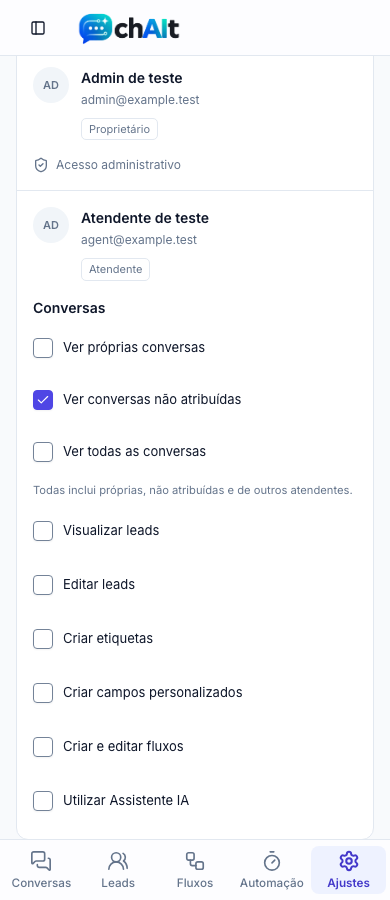 chAIt
AD
Admin de teste
admin@example.test
Proprietário
Acesso administrativo
AD
Atendente de teste
agent@example.test
Atendente
Conversas
Ver próprias conversas
Ver conversas não atribuídas
Ver todas as conversas
Todas inclui próprias, não atribuídas e de outros atendentes.
Visualizar leads
Editar leads
Criar etiquetas
Criar campos personalizados
Criar e editar fluxos
Utilizar Assistente IA
Conversas Leads Fluxos Automação Ajustes